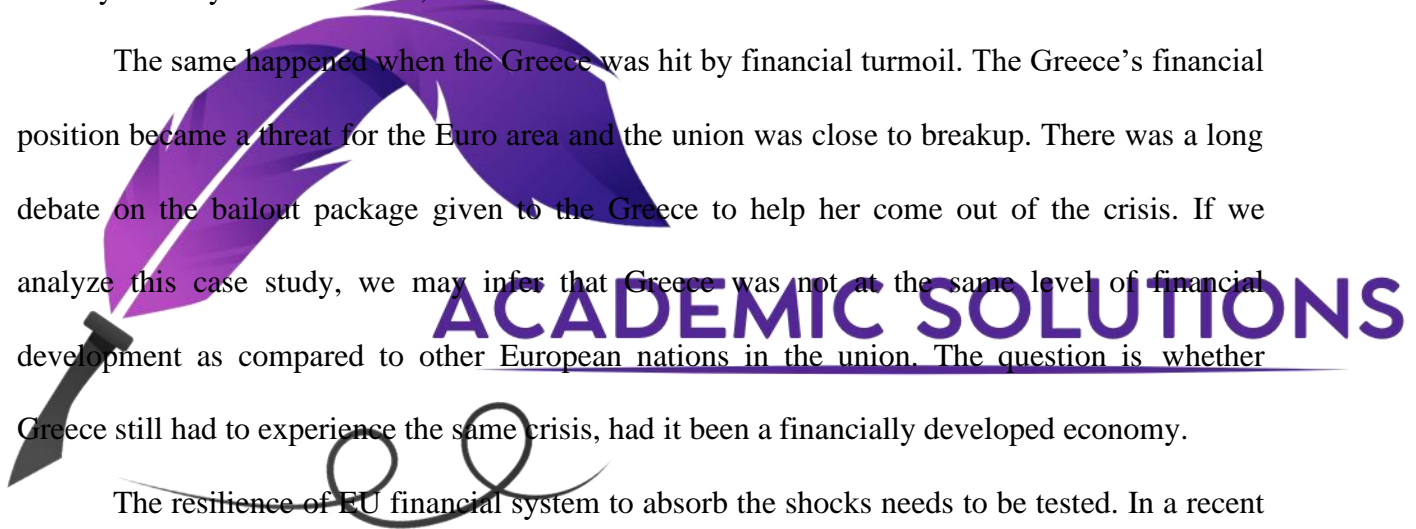 The same happened when the Greece was hit by financial turmoil. The Greece's financial
position became a threat for the Euro area and the union was close to breakup. There was a long
debate on the bailout package given to the Greece to help her come out of the crisis. If we
analyze this case study, we may infer that Greece was not at the same level of financial
ACADEMIC SOLUTIONS
development as compared to other European nations in the union. The question is whether
Greece still had to experience the same crisis, had it been a financially developed economy.
The resilience of EU financial system to absorb the shocks needs to be tested. In a recent